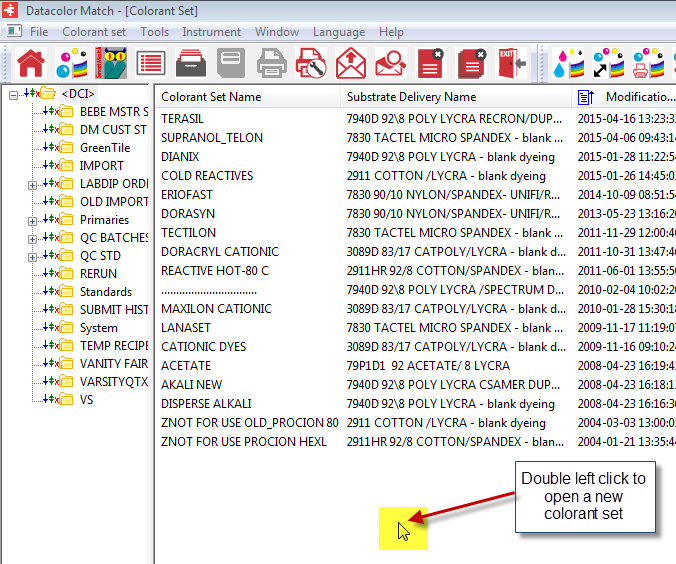 Datacolor Match - [Colorant Set]
File Colorant set Tools Instrument Window Language Help
EXIT
<DCI>
BEBE MSTR S
DM CUST ST
GreenTile
IMPORT
LABDIP ORDE
OLD IMPORT
Primaries
QC BATCHES
QC STD
RERUN
Standards
SUBMIT HIST
System
TEMP RECIPE
VANITY FAIR
VARSITYQTX
VS
Colorant Set Name Substrate Delivery Name Modificatio...
TERASIL 7940D 92\8 POLY LYCRA RECRON/DUP... 2015-04-16 13:23:3
SUPRANOL_TELON 7830 TACTEL MICRO SPANDEX - blank ... 2015-04-06 09:43:1
DIANIX 7940D 92\8 POLY LYCRA - blank dyeing 2015-01-28 11:22:5
COLD REACTIVES 2911 COTTON /LYCRA - blank dyeing 2015-01-26 14:45:0
ERIOFAST 7830 90/10 NYLON/SPANDEX- UNIFI/R... 2014-10-09 08:51:5
DORASYN 7830 90/10 NYLON/SPANDEX- UNIFI/R... 2013-05-23 13:16:2
TECTILON 7830 TACTEL MICRO SPANDEX - blank ... 2011-11-29 12:00:4
DORACRYL CATIONIC 3089D 83/17 CATPOLY/LYCRA - blank d... 2011-10-31 13:47:4
REACTIVE HOT-80 C 2911HR 92/8 COTTON/SPANDEX - blan... 2011-06-01 13:55:5
................................ 7940D 92\8 POLY LYCRA /SPECTRUM D... 2010-02-04 10:02:2
MAXILON CATIONIC 3089D 83/17 CATPOLY/LYCRA - blank d... 2010-01-28 15:30:1
LANASET 7830 TACTEL MICRO SPANDEX - blank ... 2009-11-17 11:19:0
CATIONIC DYES 3089D 83/17 CATPOLY/LYCRA - blank d... 2009-11-16 09:10:2
ACETATE 79P1D1 92 ACETATE/ 8 LYCRA 2008-04-23 16:19:4
AKALI NEW 7940D 92\8 POLY LYCRA CSAMER DUP... 2008-04-23 16:18:1
DISPERSE ALKALI 7940D 92\8 POLY LYCRA - blank dyeing 2008-04-23 16:16:3
ZNOT FOR USE OLD_PROCION 80 2911 COTTON /LYCRA - blank dyeing 2004-03-03 13:00:0
ZNOT FOR USE PROCION HEXL 2911HR 92/8 COTTON/SPANDEX - blan... 2004-01-21 13:35:4
Double left click to
open a new
colorant set